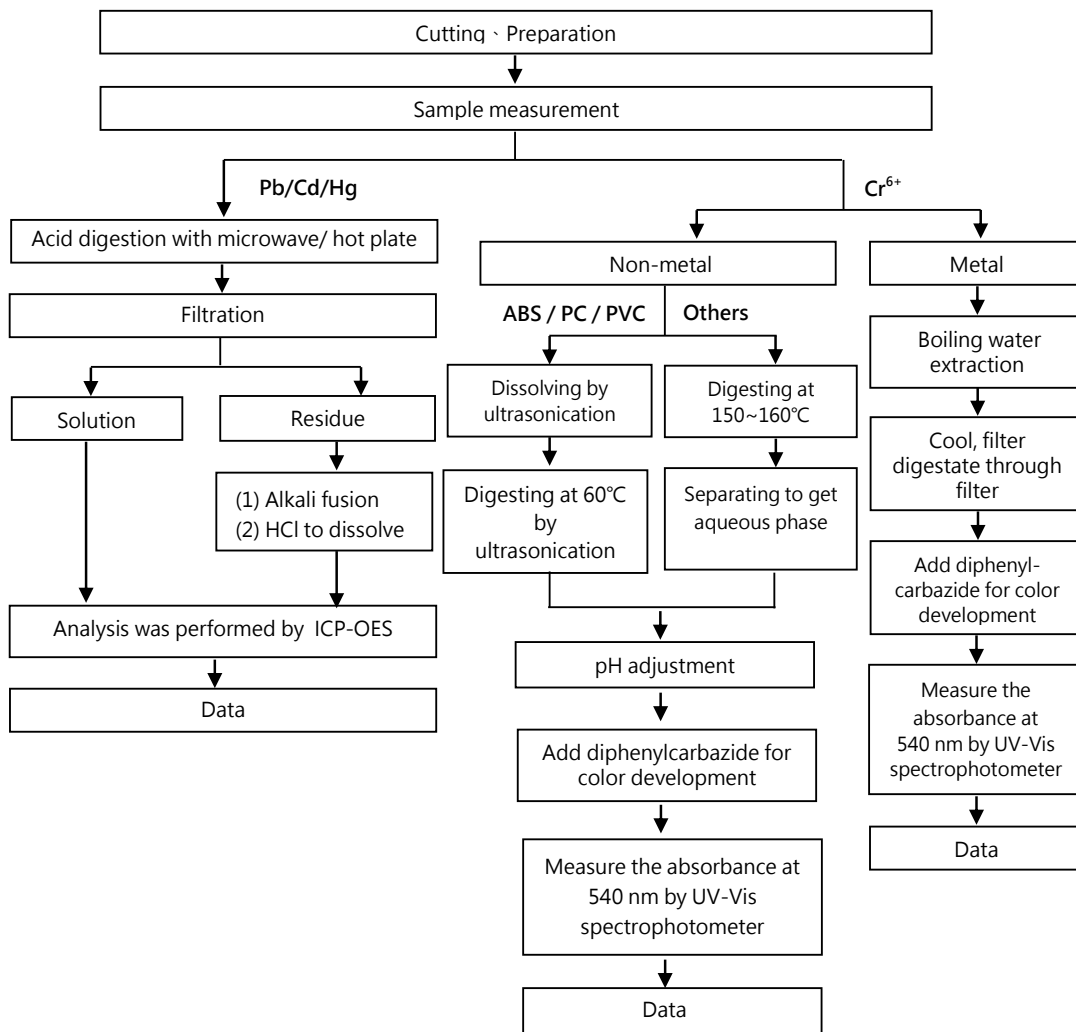 Cutting、Preparation
Sample measurement
Pb/Cd/Hg
Cr6+
Acid digestion with microwave/ hot plate
Filtration
Solution
Residue
(1) Alkali fusion
(2) HCl to dissolve
Analysis was performed by ICP-OES
Data
Non-metal
ABS / PC / PVC
Others
Dissolving by
ultrasonication
Digesting at
150~160℃
Digesting at 60℃
by
ultrasonication
Separating to get
aqueous phase
pH adjustment
Add diphenylcarbazide for
color development
Measure the absorbance at
540 nm by UV-Vis
spectrophotometer
Data
Metal
Boiling water
extraction
Cool, filter
digestate through
filter
Add diphenyl-
carbazide for color
development
Measure the
absorbance at
540 nm by UV-Vis
spectrophotometer
Data